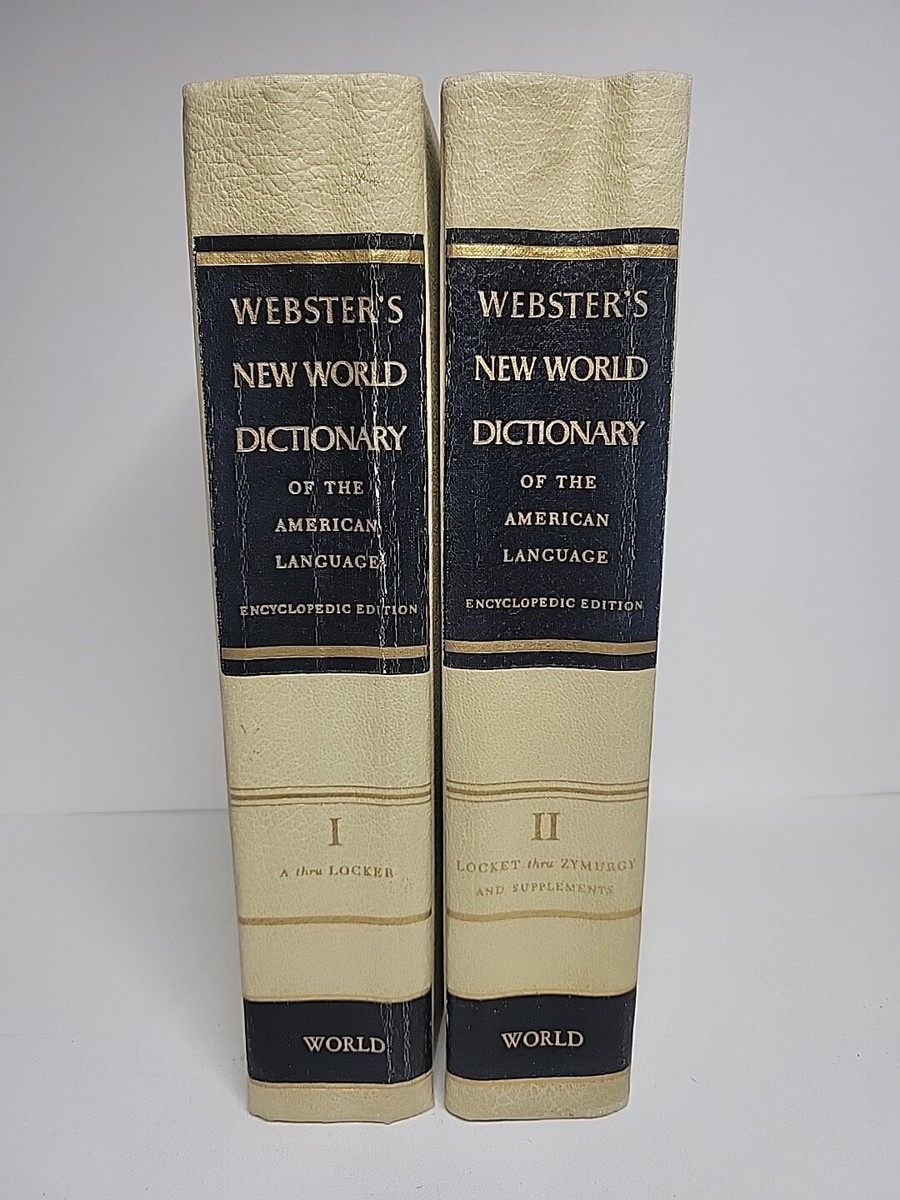 WEBSTER'S
NEW WORLD
DICTIONARY
OF THE
AMERICAN
LANGUAGE
ENCYCLOPEDIC EDITION
I
A thru LOCKER
WORLD
WEBSTER'S
NEW WORLD
DICTIONARY
OF THE
AMERICAN
LANGUAGE
ENCYCLOPEDIC EDITION
II
LOCKET thru ZYMURGY
AND SUPPLEMENTS
WORLD